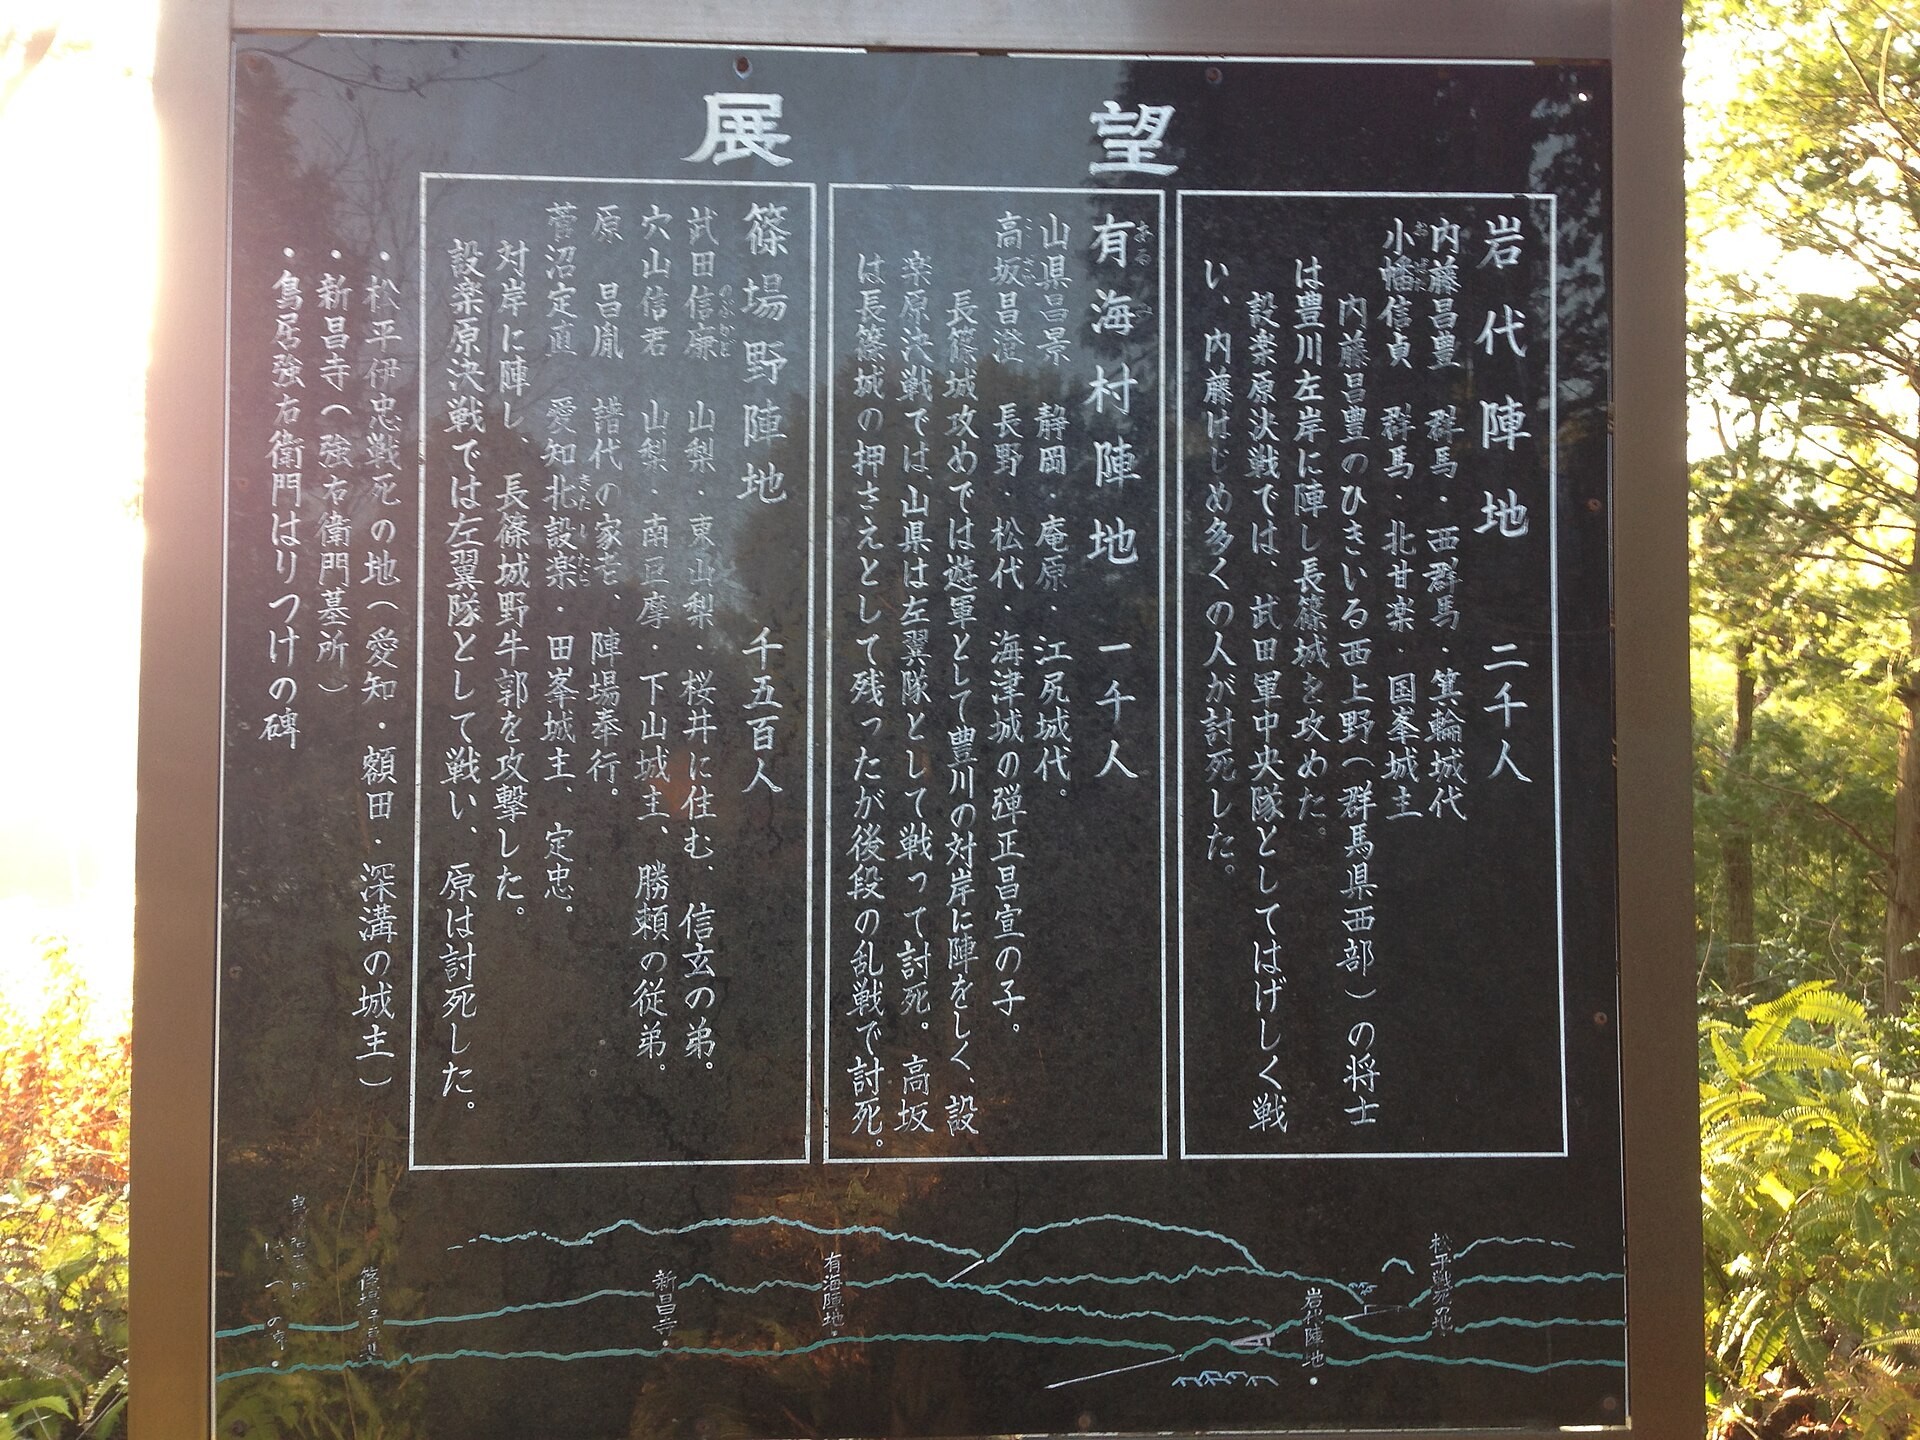 展望
岩代陣地　二千人
内藤昌豊　群馬・西群馬・箕輪城代
小幡信貞　群馬・北甘楽・国峯城主
おばた
内藤昌豊のひきいる西上野（群馬県西部）の将士
は豊川左岸に陣し長篠城を攻めた。
設楽原決戦では、武田軍中央隊としてはげしく戦
い、内藤はじめ多くの人が討死した。
有海村陣地　一千人
あるみ
山県昌景　静岡・庵原・江尻城代。
高坂昌澄　長野・松代・海津城の弾正昌宣の子。
長篠城攻めでは遊軍として豊川の対岸に陣をしく、設
楽原決戦では、山県は左翼隊として戦って討死。高坂
は長篠城の押さえとして残ったが後段の乱戦で討死。
篠場野陣地　千五百人
武田信廉　山梨・東山梨・桜井に住む、信玄の弟。
のぶかど
穴山信君　山梨・南巨摩・下山城主、勝頼の従弟。
原　昌胤　譜代の家老、陣場奉行。
菅沼定直　愛知北設楽・田峯城主、定忠。
きたしたら
対岸に陣し、長篠城野牛郭を攻撃した。
設楽原決戦では左翼隊として戦い、原は討死した。
・松平伊忠戦死の地（愛知・額田・深溝の城主）
・新昌寺（強右衛門墓所）
・鳥居強右衛門はりつけの碑
新昌寺
有海陣地
岩代陣地
松平戦死の地